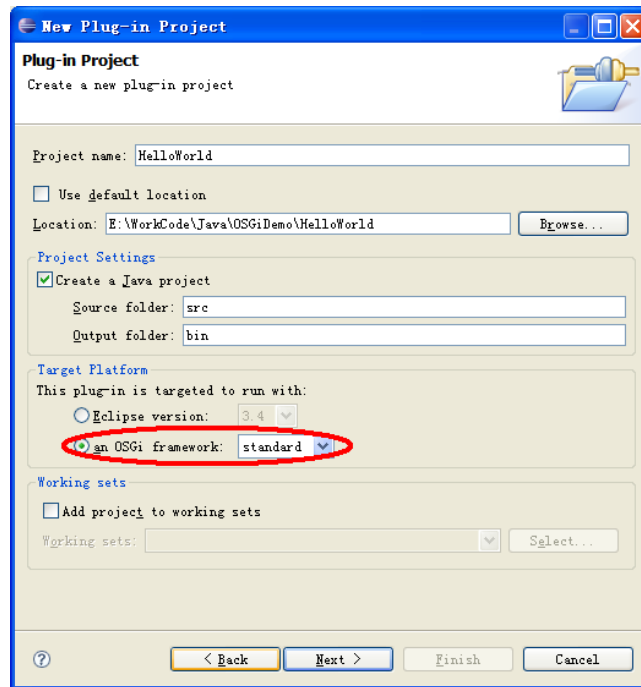 New Plug-in Project
Plug-in Project
Create a new plug-in project
Project name: HelloWorld
Use default location
Location: E:\WorkCode\Java\OSGiDemo\HelloWorld Browse...
Project Settings
Create a Java project
Source folder: src
Output folder: bin
Target Platform
This plug-in is targeted to run with:
Eclipse version: 3.4
an OSGi framework: standard
Working sets
Add project to working sets
Working sets: Select...
? < Back Next > Finish Cancel